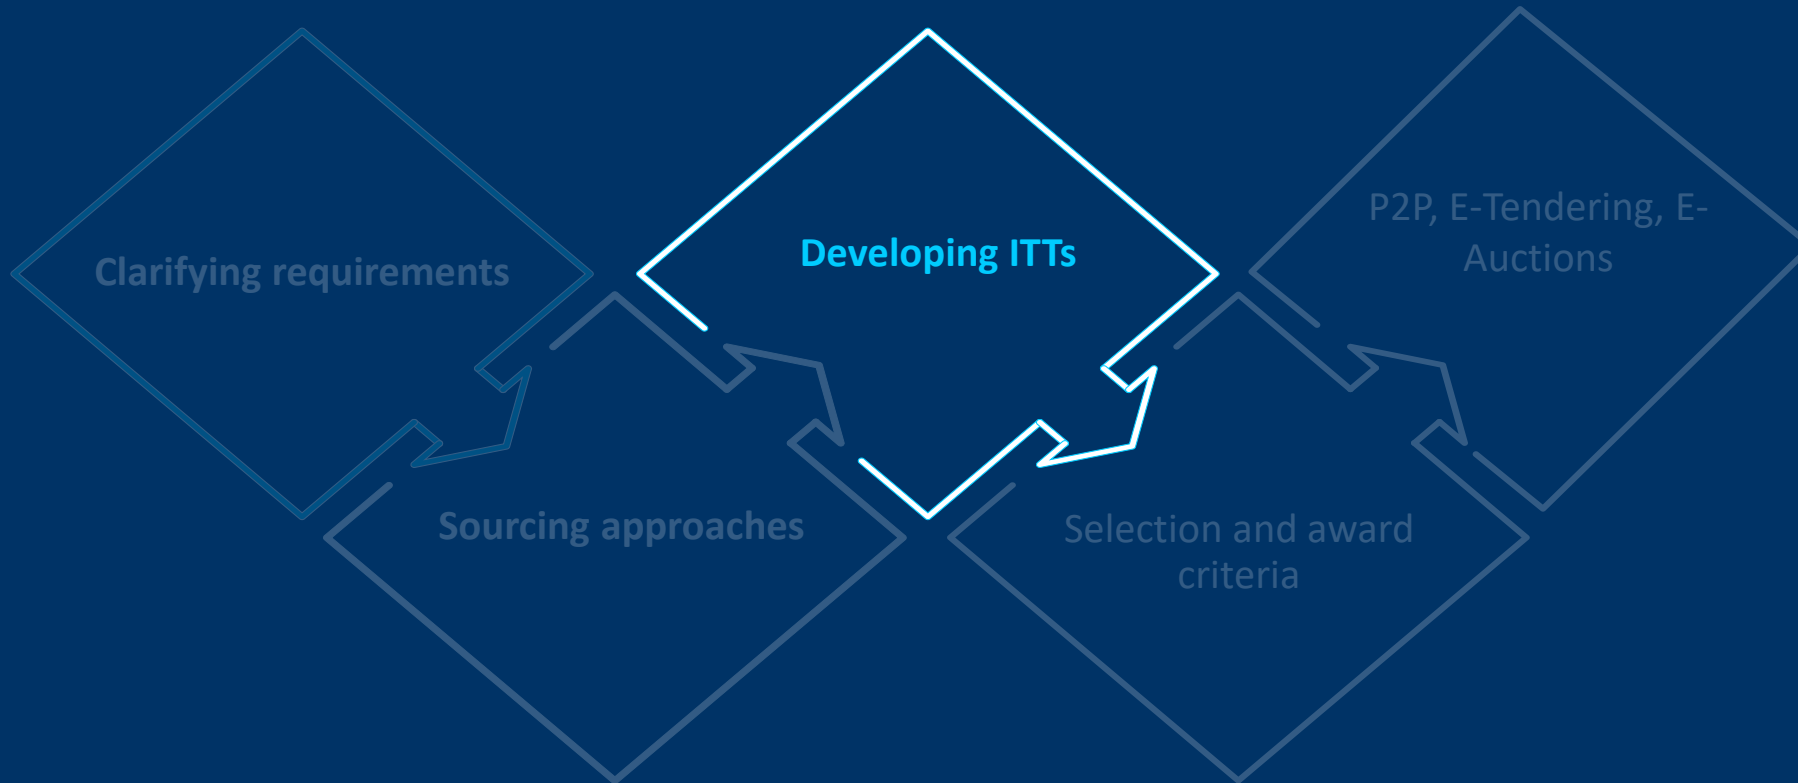 Clarifying requirements
Sourcing approaches
Developing ITTs
Selection and award
criteria
P2P, E-Tendering, E-
Auctions